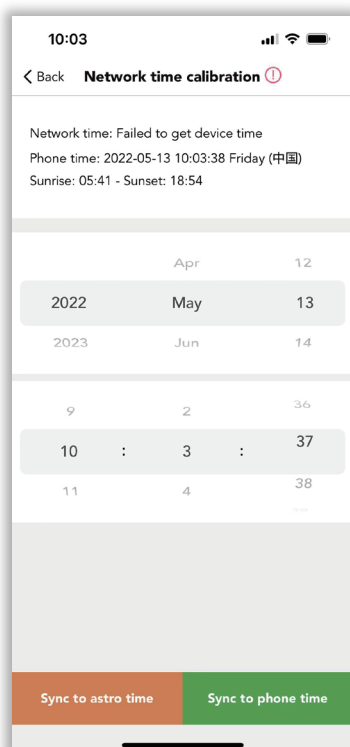 10:03
Back Network time calibration
Network time: Failed to get device time
Phone time: 2022-05-13 10:03:38 Friday (中国)
Sunrise: 05:41 - Sunset: 18:54
Apr 12
2022 May 13
2023 Jun 14
9 2 36
10 : 3 : 37
11 4 38
Sync to astro time Sync to phone time